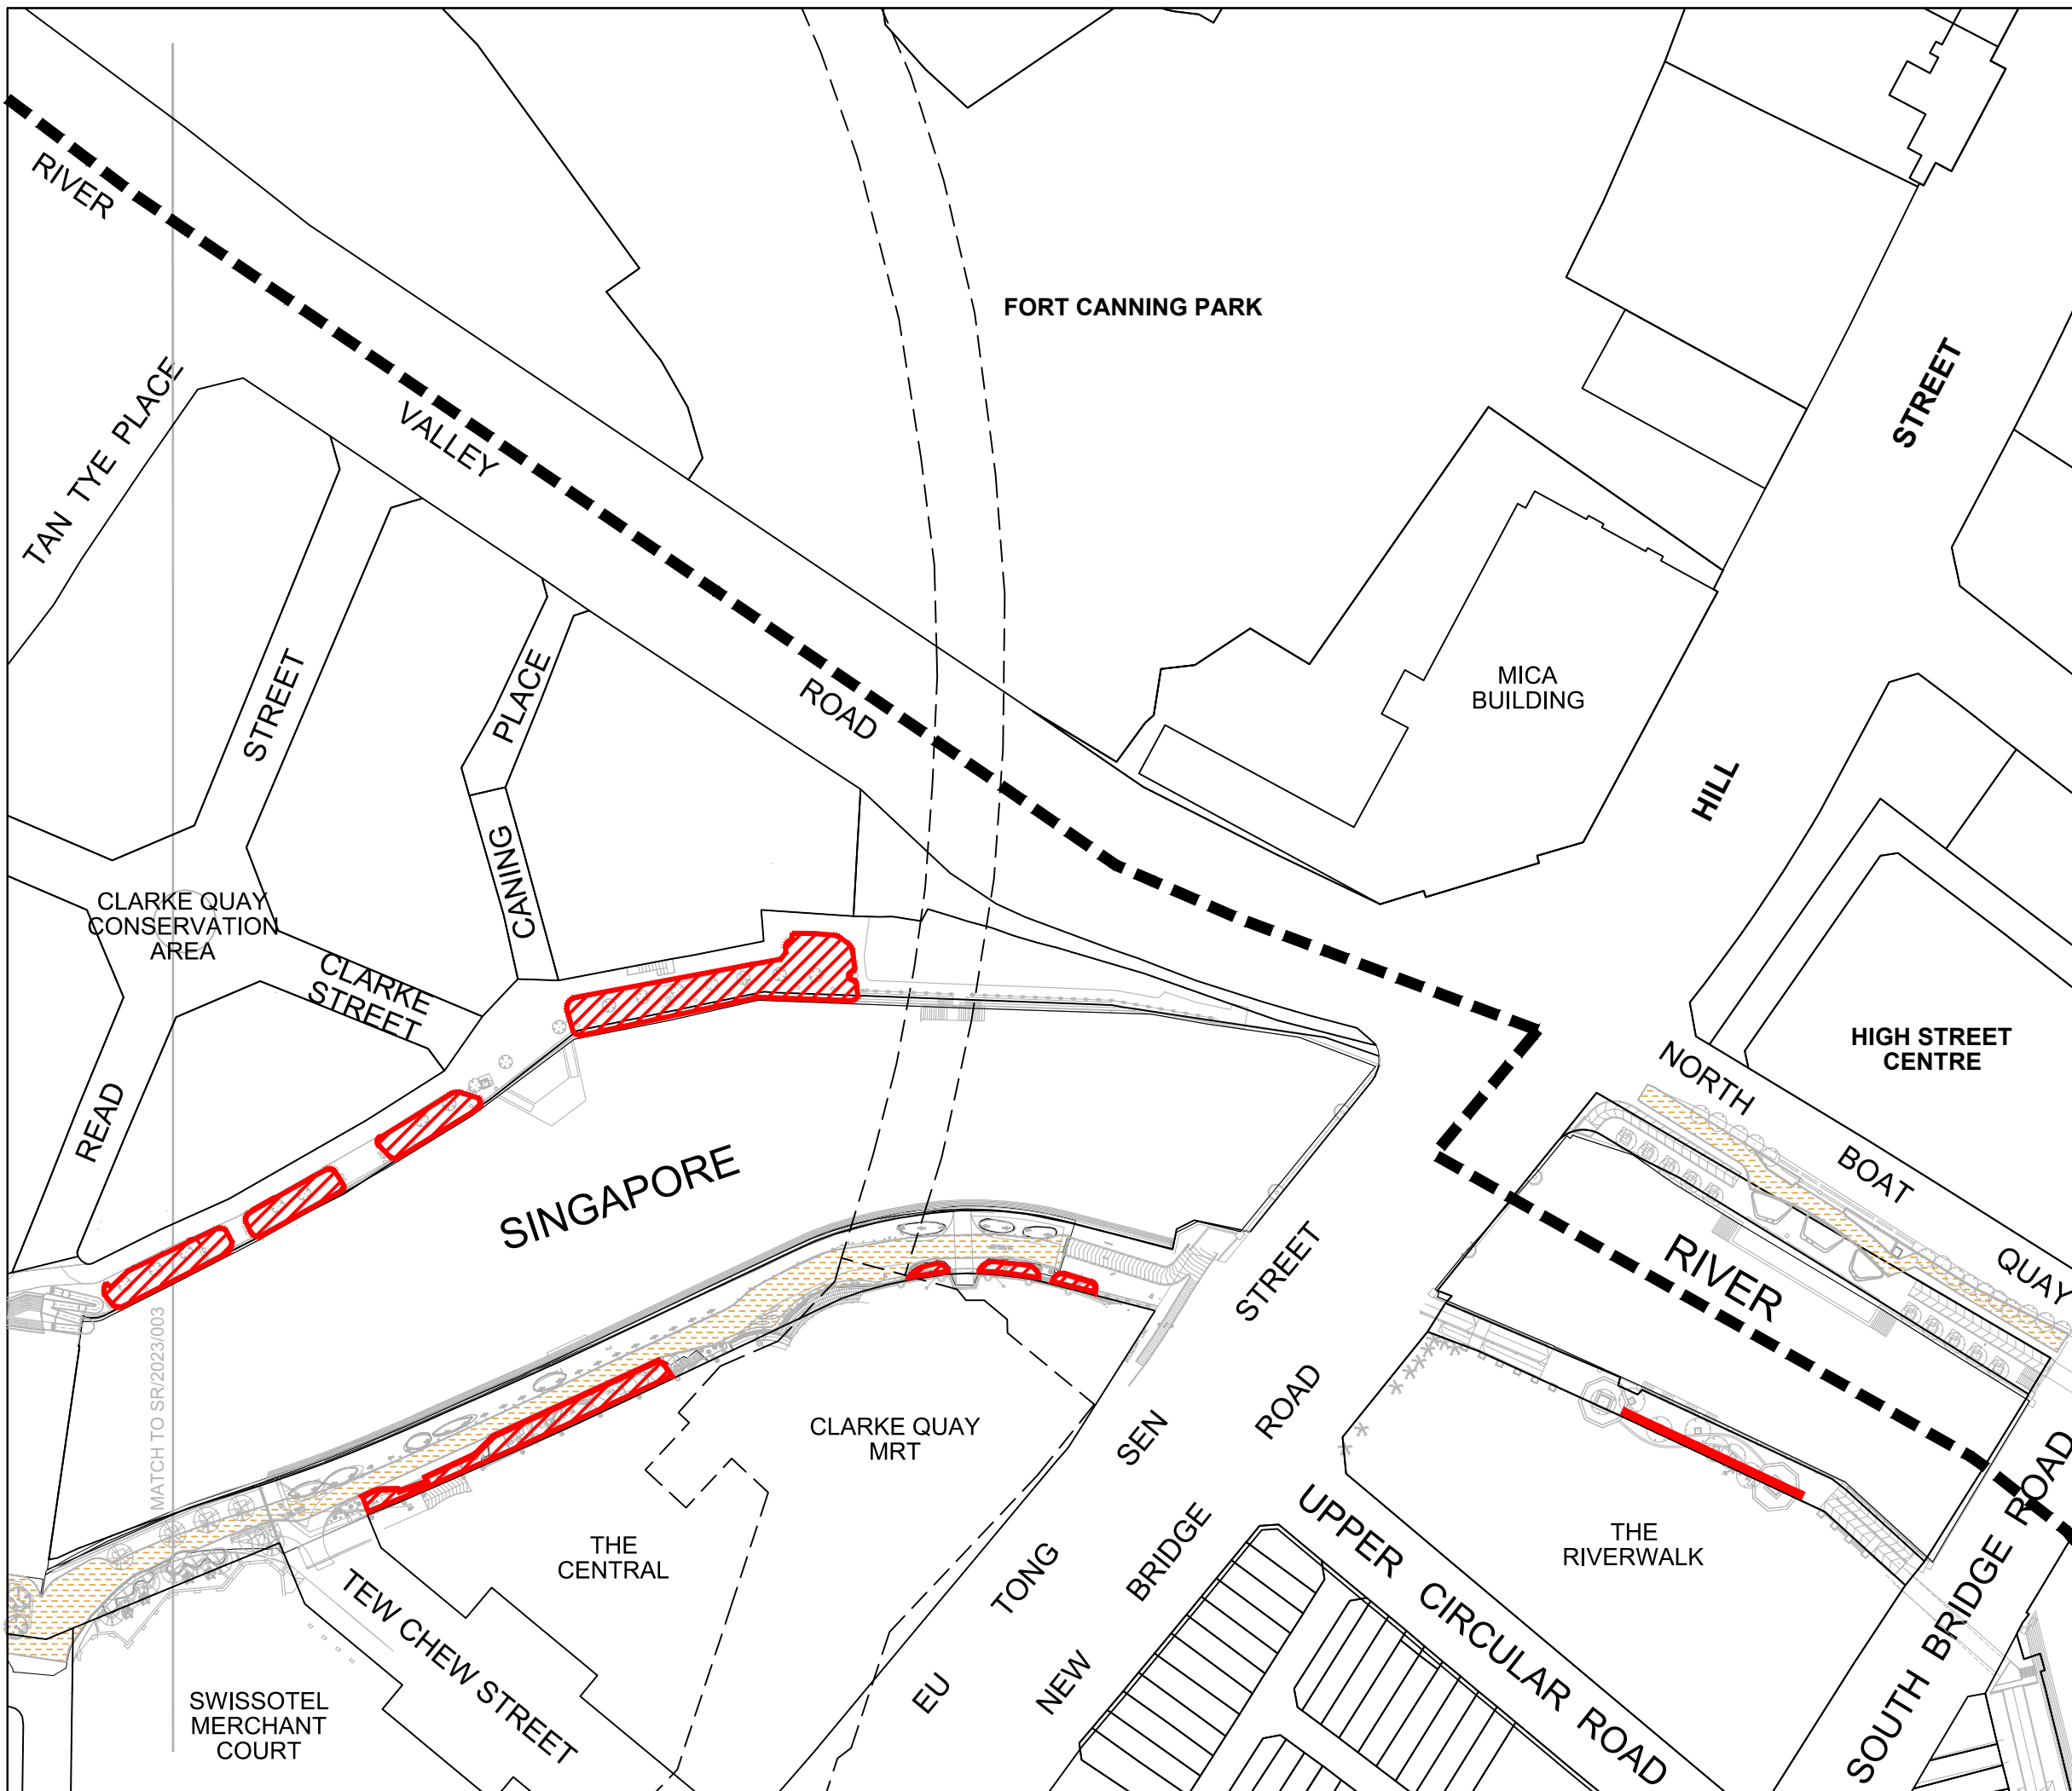 RIVER
VALLEY
ROAD
FORT CANNING PARK
HILL
STREET
TAN TYE PLACE
STREET
CANING
PLACE
MICA
BUILDING
CLARKE QUAY
CONSERVATION
AREA
CLARKE
STREET
READ
HIGH STREET
CENTRE
NORTH
BOAT
QUAY
SINGAPORE
RIVER
MATCH TO SR/2023/003
CLARKE QUAY
MRT
THE
CENTRAL
TEW CHEW STREET
SWISSOTEL
MERCHANT
COURT
EU
TONG
SEN
STREET
NEW
BRIDGE
ROAD
UPPER CIRCULAR ROAD
THE
RIVERWALK
SOUTH BRIDGE ROAD